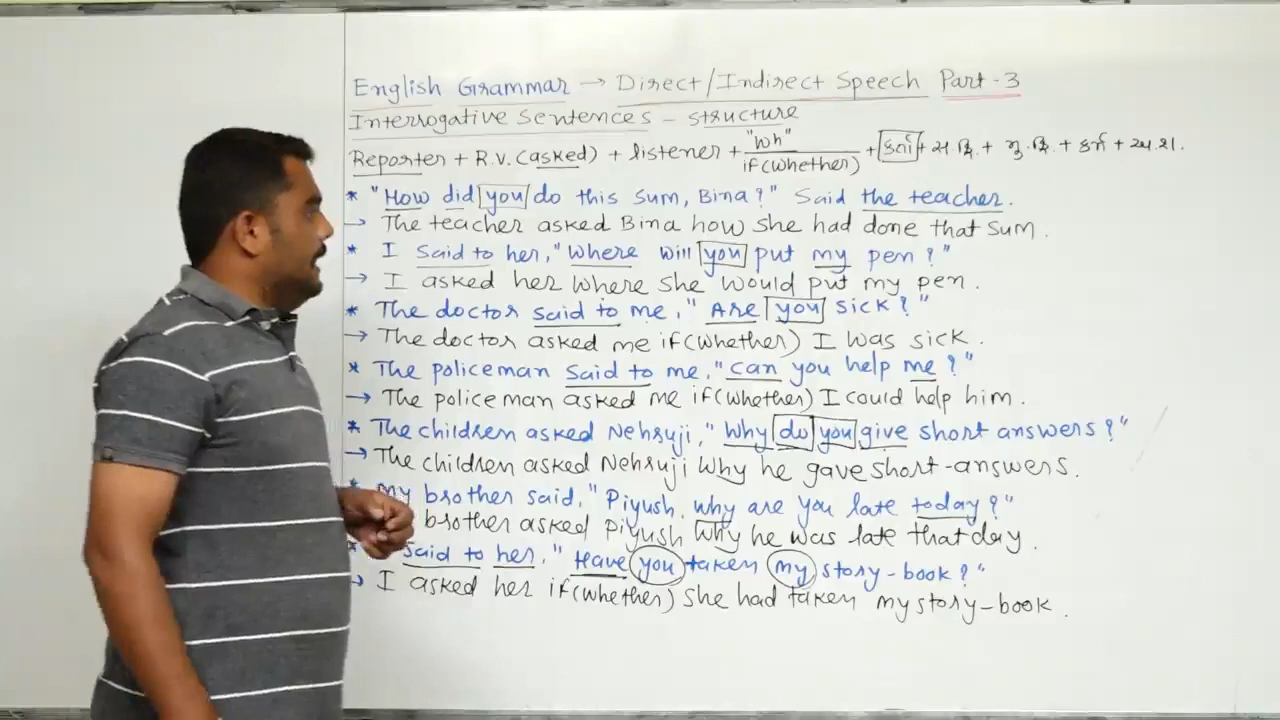 English Grammar → Direct/Indirect Speech Part-3
Interrogative Sentences - structure
Reporter + R.V.(asked) + listener + "Wh" / if(whether) + કર્તા + સા.ક્રિ. + મુ.ક્રિ. + કર્મ + અ.શ.
* "How did you do this sum, Bina?" Said the teacher.
→ The teacher asked Bina how she had done that sum.
* I Said to her, "Where will you put my pen?"
→ I asked her where she would put my pen.
* The doctor said to me, "Are you sick?"
→ The doctor asked me if(whether) I was sick.
* The policeman Said to me, "can you help me?"
→ The policeman asked me if(whether) I could help him.
* The children asked Nehruji, "Why do you give short answers?"
→ The children asked Nehruji why he gave short-answers.
* My brother said, "Piyush, why are you late today?"
brother asked Piyush why he was late that day.
* Said to her, "Have you taken my story-book?"
→ I asked her if(whether) she had taken my story-book.